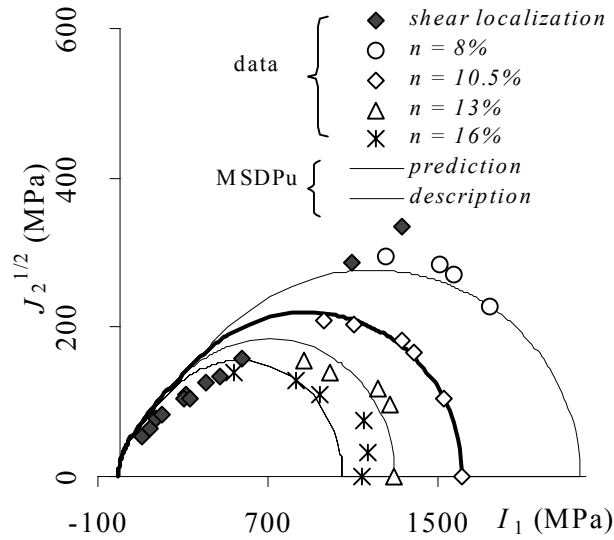 600
shear localization
n = 8%
data
n = 10.5%
n = 13%
n = 16%
400
MSDPu
prediction
description
J2^1/2 (MPa)
200
0
-100
700
1500
I1 (MPa)